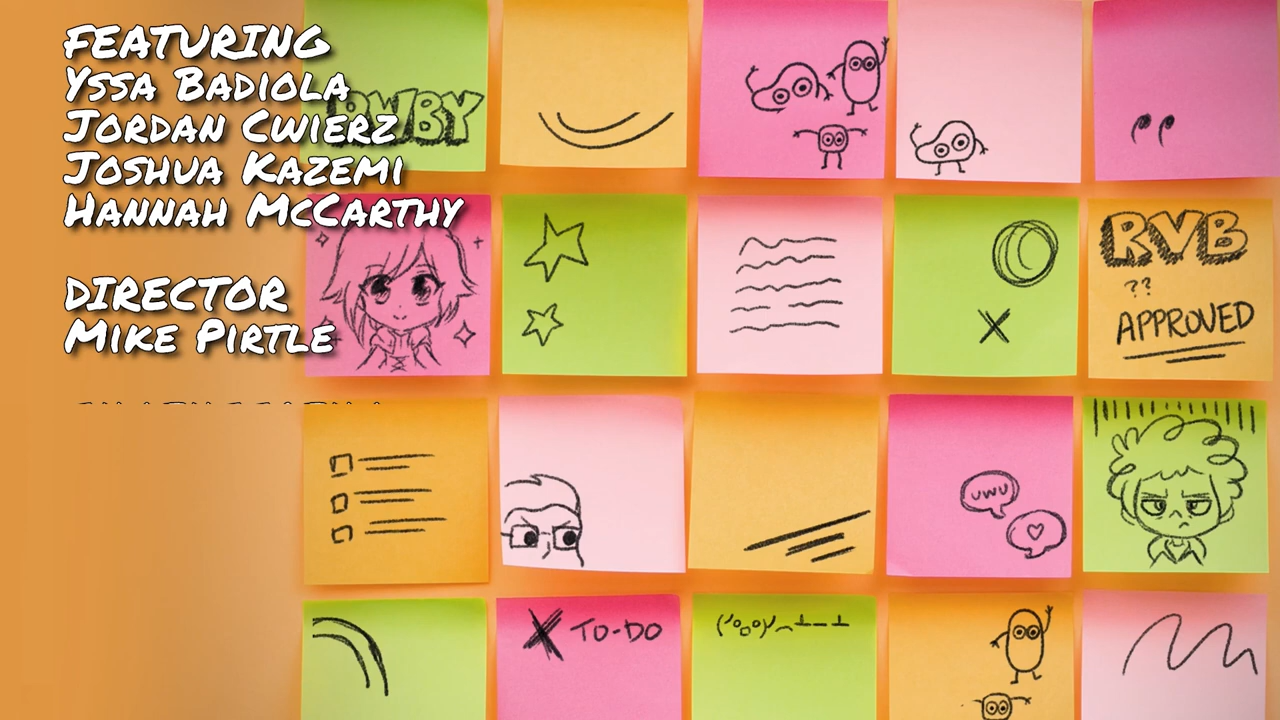 FEATURING
YSSA BADIOLA
JORDAN CWIERZ
JOSHUA KAZEMI
HANNAH MCCARTHY
DIRECTOR
MIKE PIRTLE
RWBY
RVB
??
APPROVED
UWU
X TO-DO